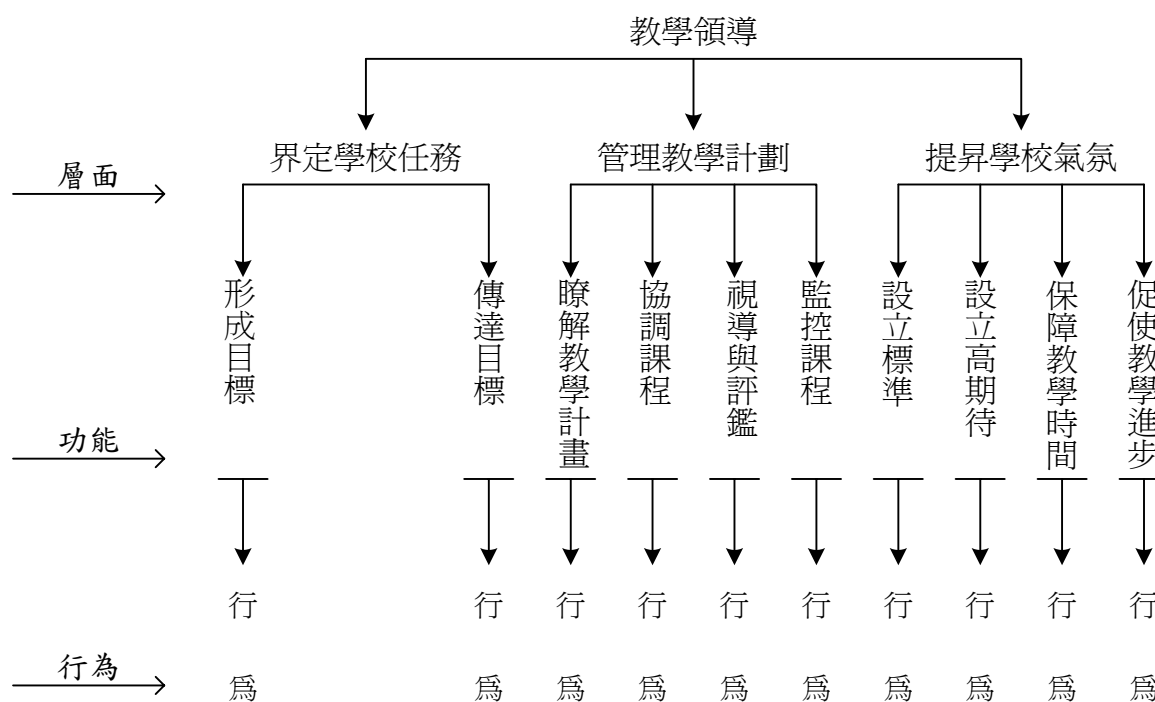 教學領導
界定學校任務
管理教學計劃
提昇學校氣氛
層面
形成目標
傳達目標
瞭解教學計畫
協調課程
視導與評鑑
監控課程
設立標準
設立高期待
保障教學時間
促使教學進步
功能
行為
行為
行為
行為
行為
行為
行為
行為
行為
行為
行為